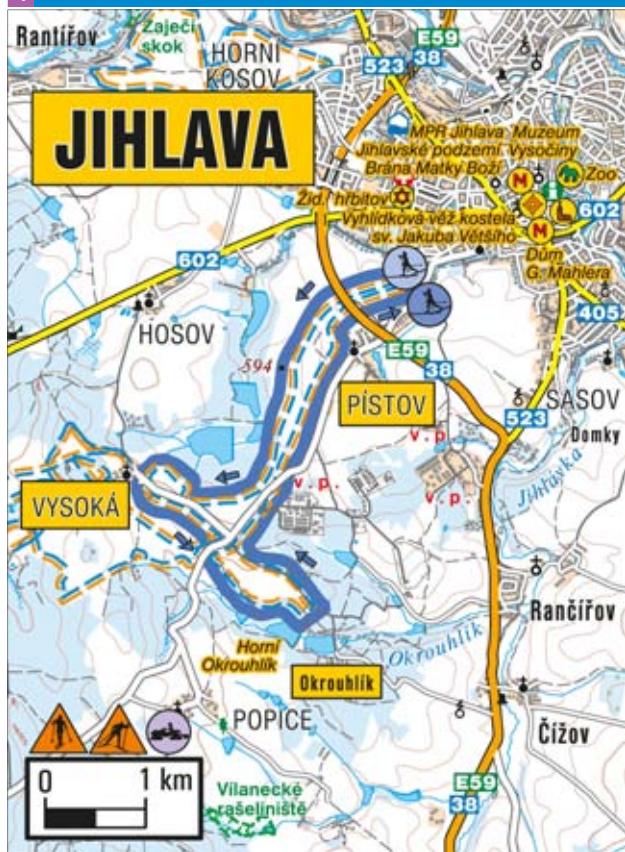 Rantířov
Zaječí
skok
HORNÍ
KOSOV
E59
38
523
JIHLAVA
MPR Jihlava Muzeum
Jihlavské podzemí Vysočiny
Brána Matky Boží
Zoo
M
i
Žid. hřbitov
602
Vyhlídková věž kostela
sv. Jakuba Většího
M
Dům
G. Mahlera
602
405
HOSOV
E59
38
594
PÍSTOV
523
SASOV
Domky
v.p.
Jihlávka
v.p.
v.p.
VYSOKÁ
Rančířov
Horní
Okrouhlík
Okrouhlík
Okrouhlík
POPICE
Čížov
0 1 km
E59
38
Vílanecké
rašeliniště